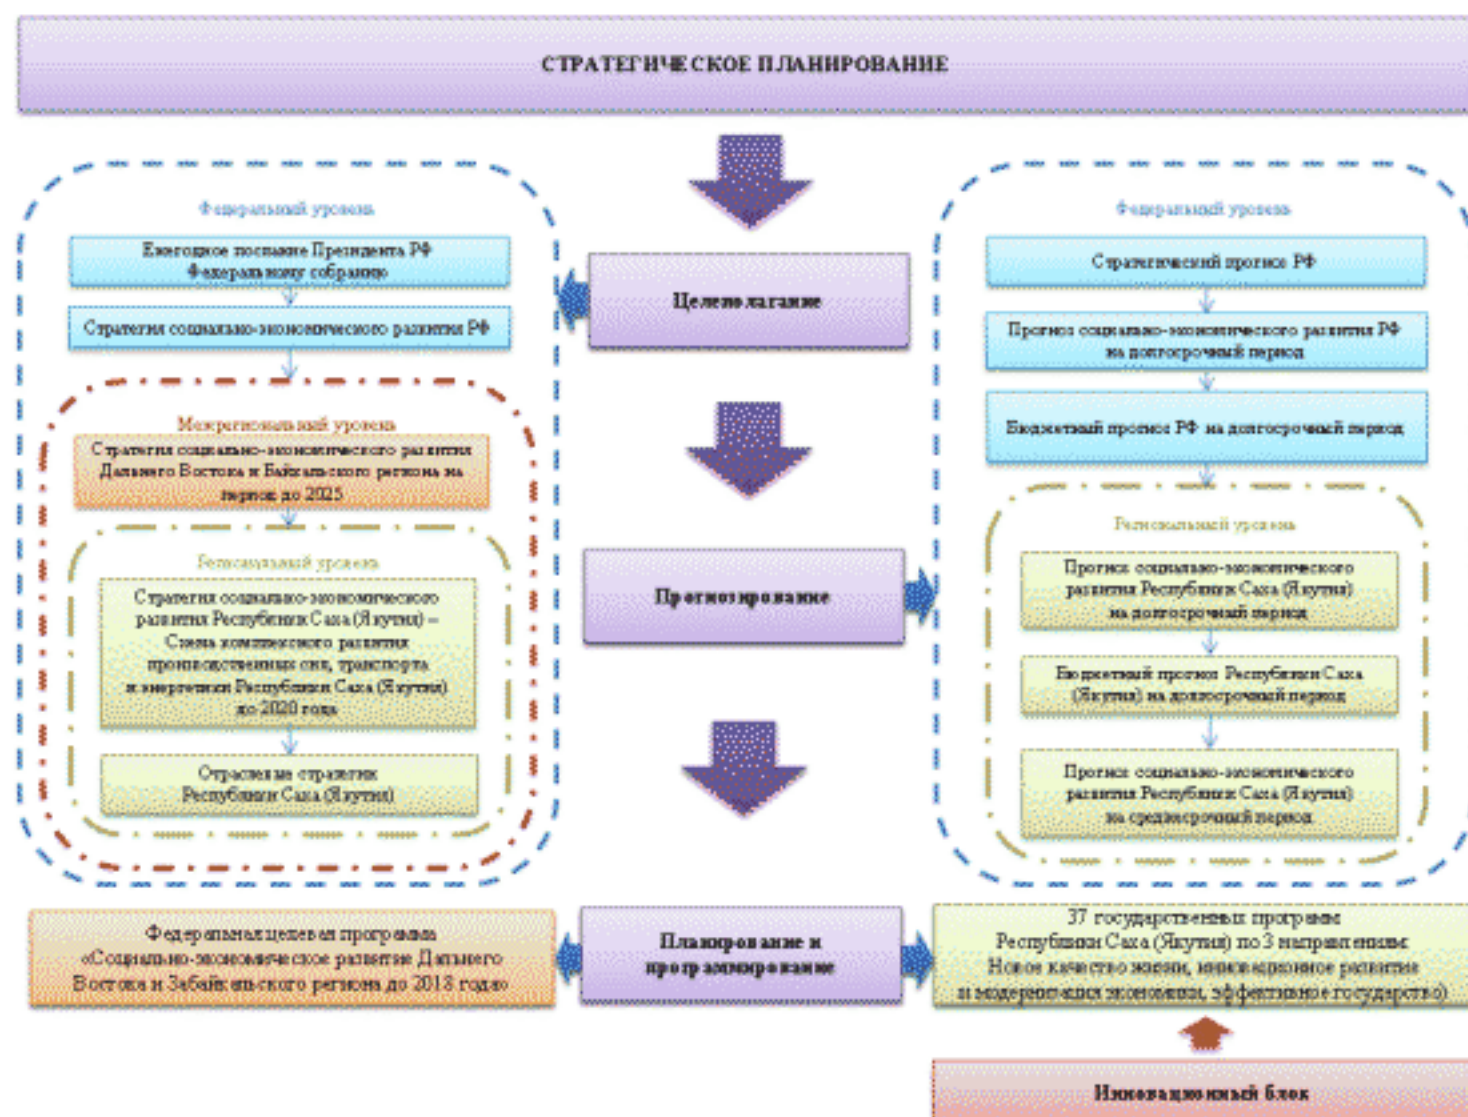 СТРАТЕГИЧЕСКОЕ ПЛАНИРОВАНИЕ
Федеральный уровень
Ежегодное послание Президента РФ
Федеральному собранию
Стратегия социально-экономического развития РФ
Межрегиональный уровень
Стратегия социально-экономического развития
Дальнего Востока и Байкальского региона на
период до 2025
Региональный уровень
Стратегия социально-экономического
развития Республики Саха (Якутия) –
Схема комплексного развития
производственных сил, транспорта
и энергетики Республики Саха (Якутия)
до 2020 года
Отраслевые стратегии
Республики Саха (Якутия)
Целеполагание
Прогнозирование
Федеральный уровень
Стратегический прогноз РФ
Прогноз социально-экономического развития РФ
на долгосрочный период
Бюджетный прогноз РФ на долгосрочный период
Региональный уровень
Прогноз социально-экономического
развития Республики Саха (Якутия)
на долгосрочный период
Бюджетный прогноз Республики Саха
(Якутия) на долгосрочный период
Прогноз социально-экономического
развития Республики Саха (Якутия)
на среднесрочный период
Федеральная целевая программа
«Социально-экономическое развитие Дальнего
Востока и Забайкальского региона до 2018 года»
Планирование и
программирование
37 государственных программ
Республики Саха (Якутия) по 3 направлениям:
Новое качество жизни, инновационное развитие
и модернизация экономики, эффективное государство)
Инновационный блок